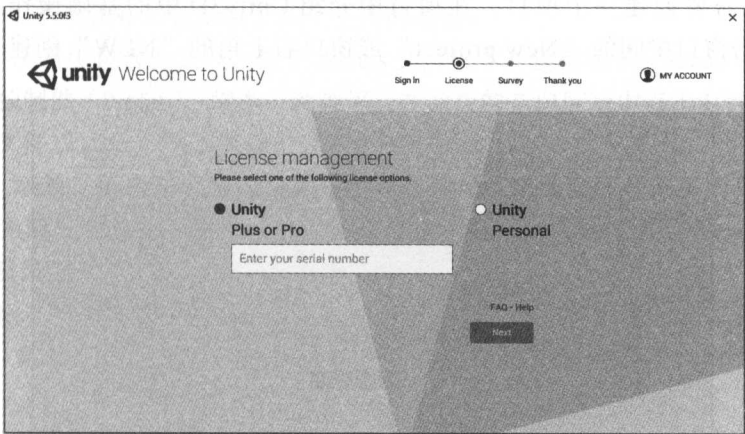 Unity 5.5.0f3
unity Welcome to Unity
Sign In License Survey Thank you
MY ACCOUNT
License management
Please select one of the following license options.
Unity
Plus or Pro
Enter your serial number
Unity
Personal
FAQ - Help
Next